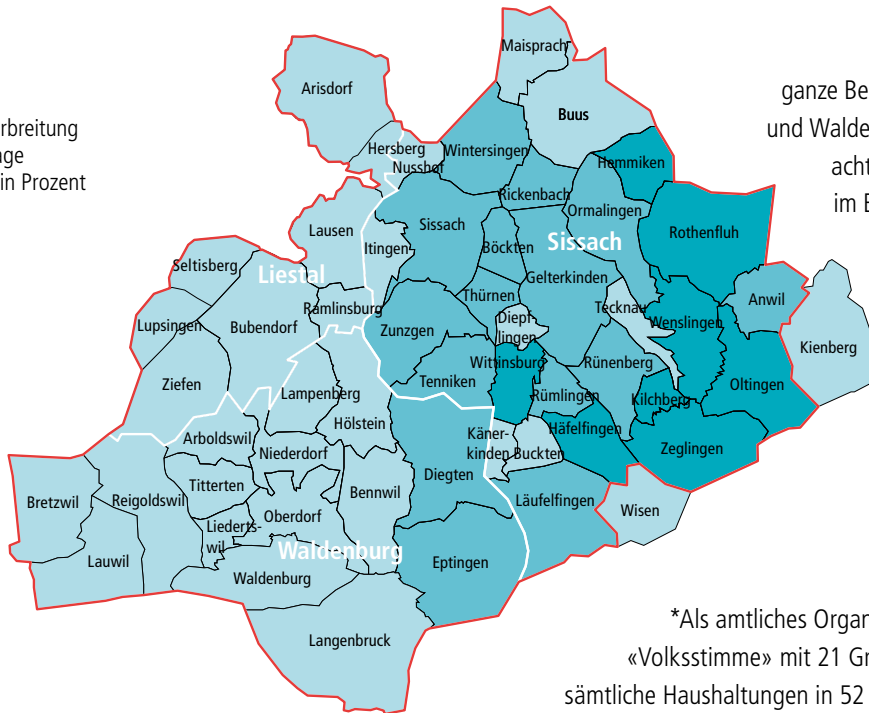 rbreitung
age
in Prozent
ganze Be
und Walde
acht
im E
Maisprach
Arisdorf
Buus
Hersberg
Nusshof
Wintersingen
Hemmiken
Rickenbach
Ormalingen
Lausen
Sissach
Itingen
Böckten
Sissach
Rothenfluh
Seltisberg
Liestal
Gelterkinden
Ramlinsburg
Thürnen
Tecknau
Anwil
Lupsingen
Bubendorf
Zunzgen
Diepf-
lingen
Wenslingen
Kienberg
Ziefen
Wittinsburg
Rünenberg
Lampenberg
Tenniken
Rümlingen
Kilchberg
Oltingen
Hölstein
Arboldswil
Käner-
kinden
Häfelfingen
Niederdorf
Buckten
Zeglingen
Bretzwil
Reigoldswil
Titterten
Bennwil
Diegten
Liederts-
wil
Oberdorf
Läufelfingen
Wisen
Lauwil
Waldenburg
Waldenburg
Eptingen
Langenbruck
*Als amtliches Organ
«Volksstimme» mit 21 Gr
sämtliche Haushaltungen in 52